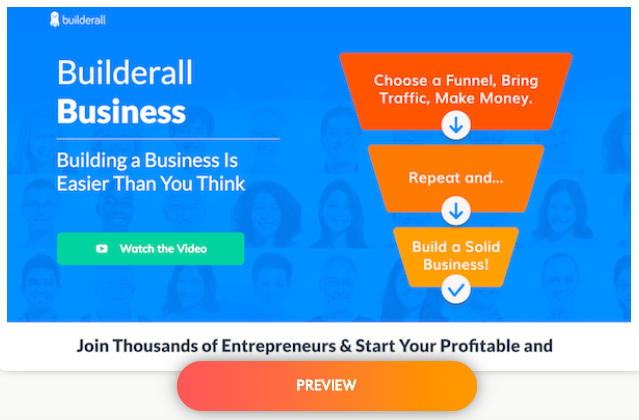 builderall
Builderall
Business
Building a Business Is
Easier Than You Think
Watch the Video
Choose a Funnel, Bring
Traffic, Make Money.
Repeat and...
Build a Solid
Business!
Join Thousands of Entrepreneurs & Start Your Profitable and
PREVIEW